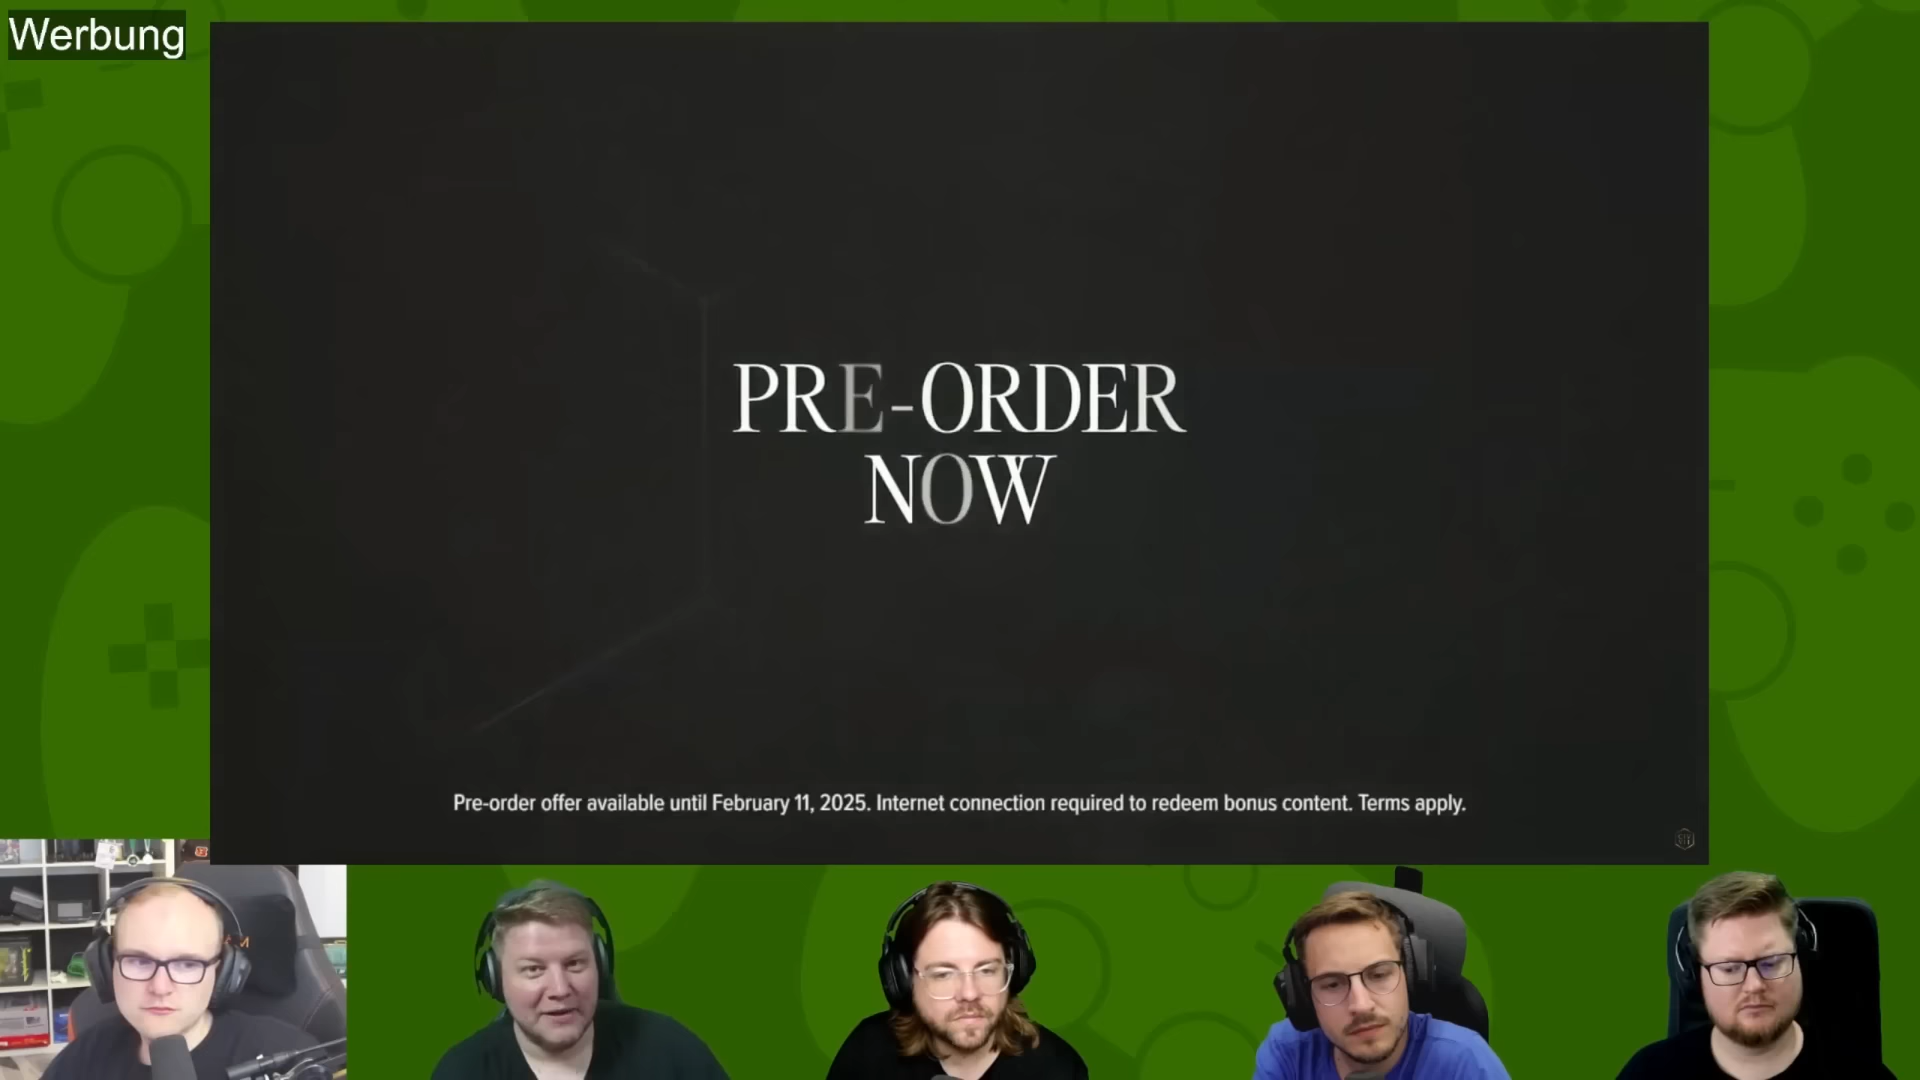 Werbung
PRE-ORDER
NOW
Pre-order offer available until February 11, 2025. Internet connection required to redeem bonus content. Terms apply.